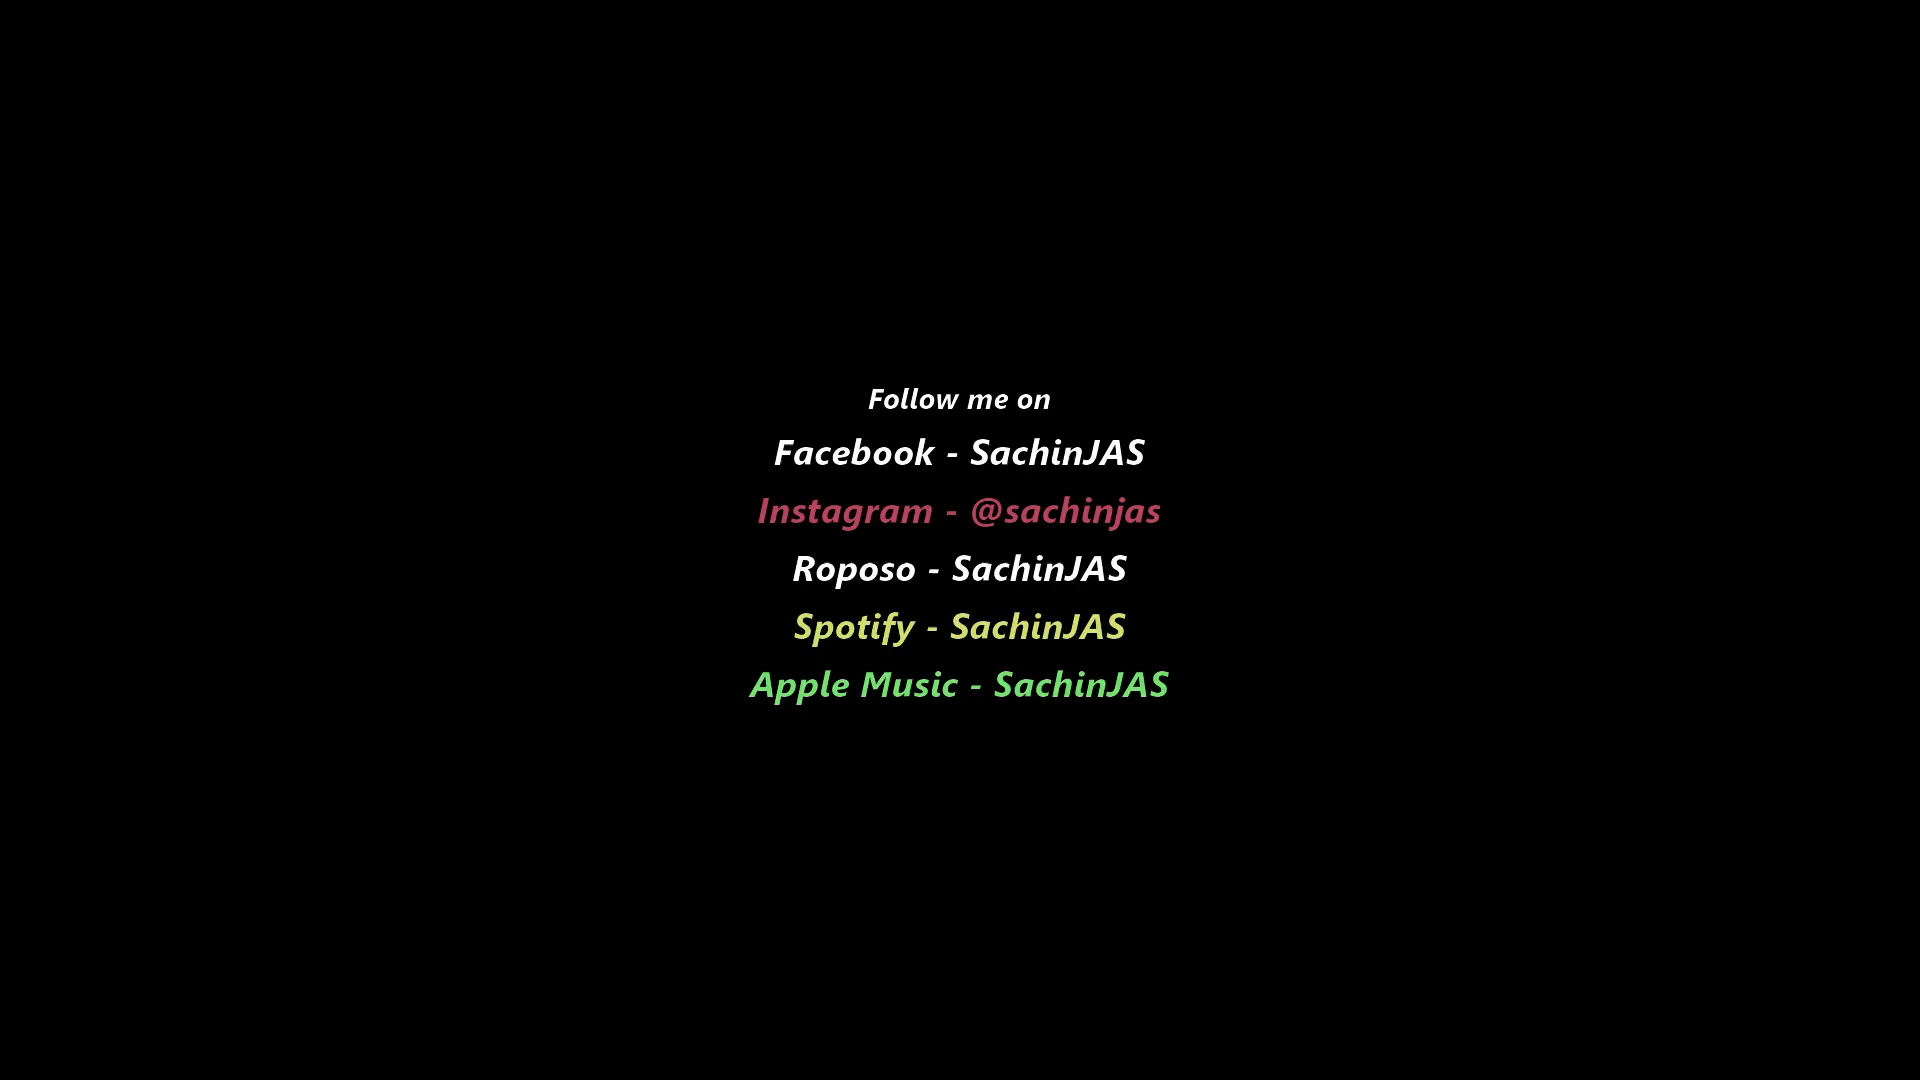 Follow me on
Facebook - SachinJAS
Instagram - @sachinjas
Roposo - SachinJAS
Spotify - SachinJAS
Apple Music - SachinJAS